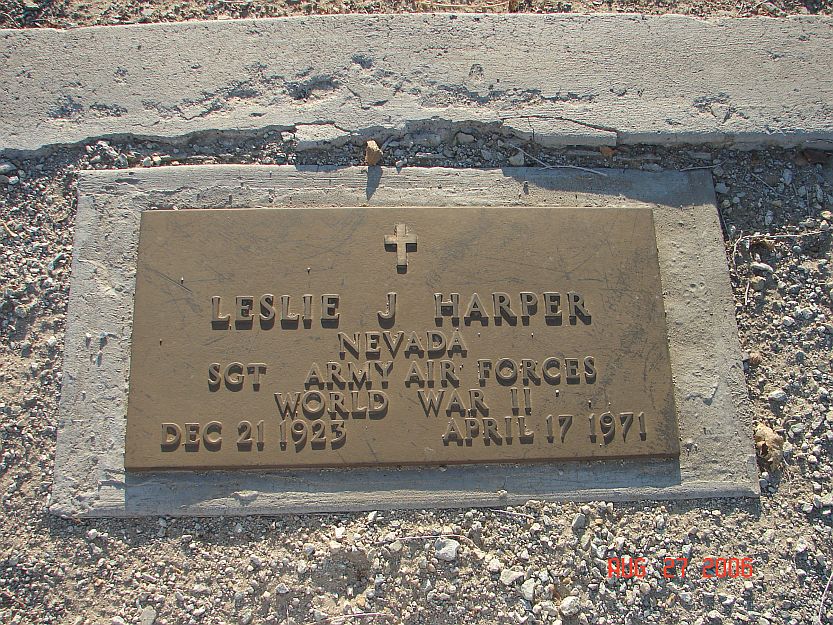 LESLIE J HARPER
NEVADA
SGT ARMY AIR FORCES
WORLD WAR II
DEC 21 1923 APRIL 17 1971
AUG 27 2006